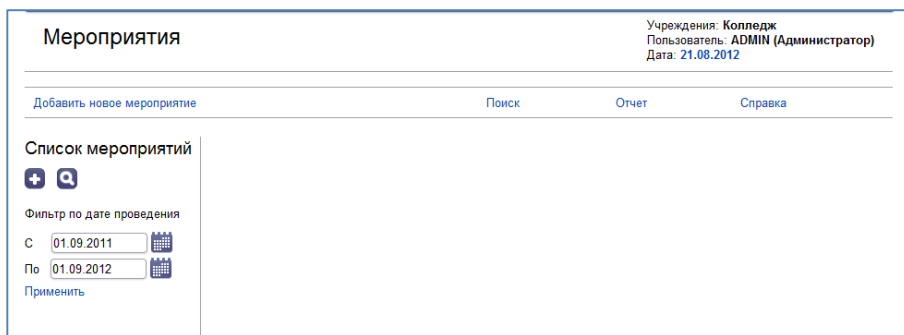 Мероприятия
Учреждения: Колледж
Пользователь: ADMIN (Администратор)
Дата: 21.08.2012
Добавить новое мероприятие Поиск Отчет Справка
Список мероприятий
Фильтр по дате проведения
С 01.09.2011
По 01.09.2012
Применить